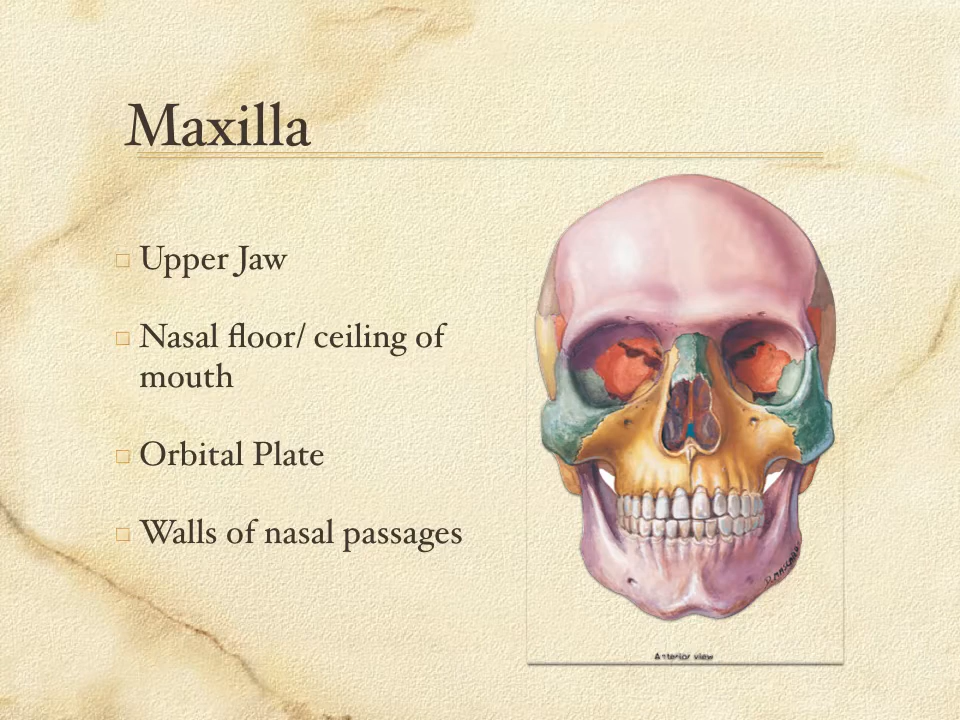 Maxilla
Upper Jaw
Nasal floor/ ceiling of
mouth
Orbital Plate
Walls of nasal passages
Anterior view